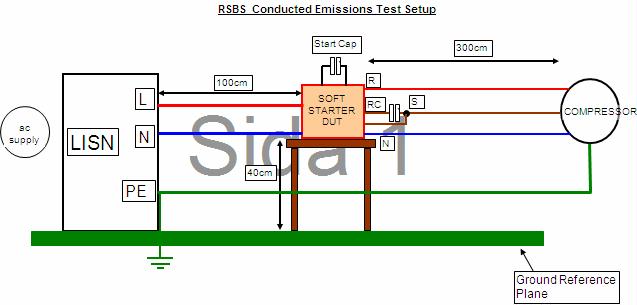 RSBS Conducted Emissions Test Setup
Start Cap
300cm
100cm
R
L
SOFT
STARTER
DUT
RC
S
COMPRESSOR
ac
supply
LISN
N
N
Sida 1
PE
40cm
Ground Reference
Plane